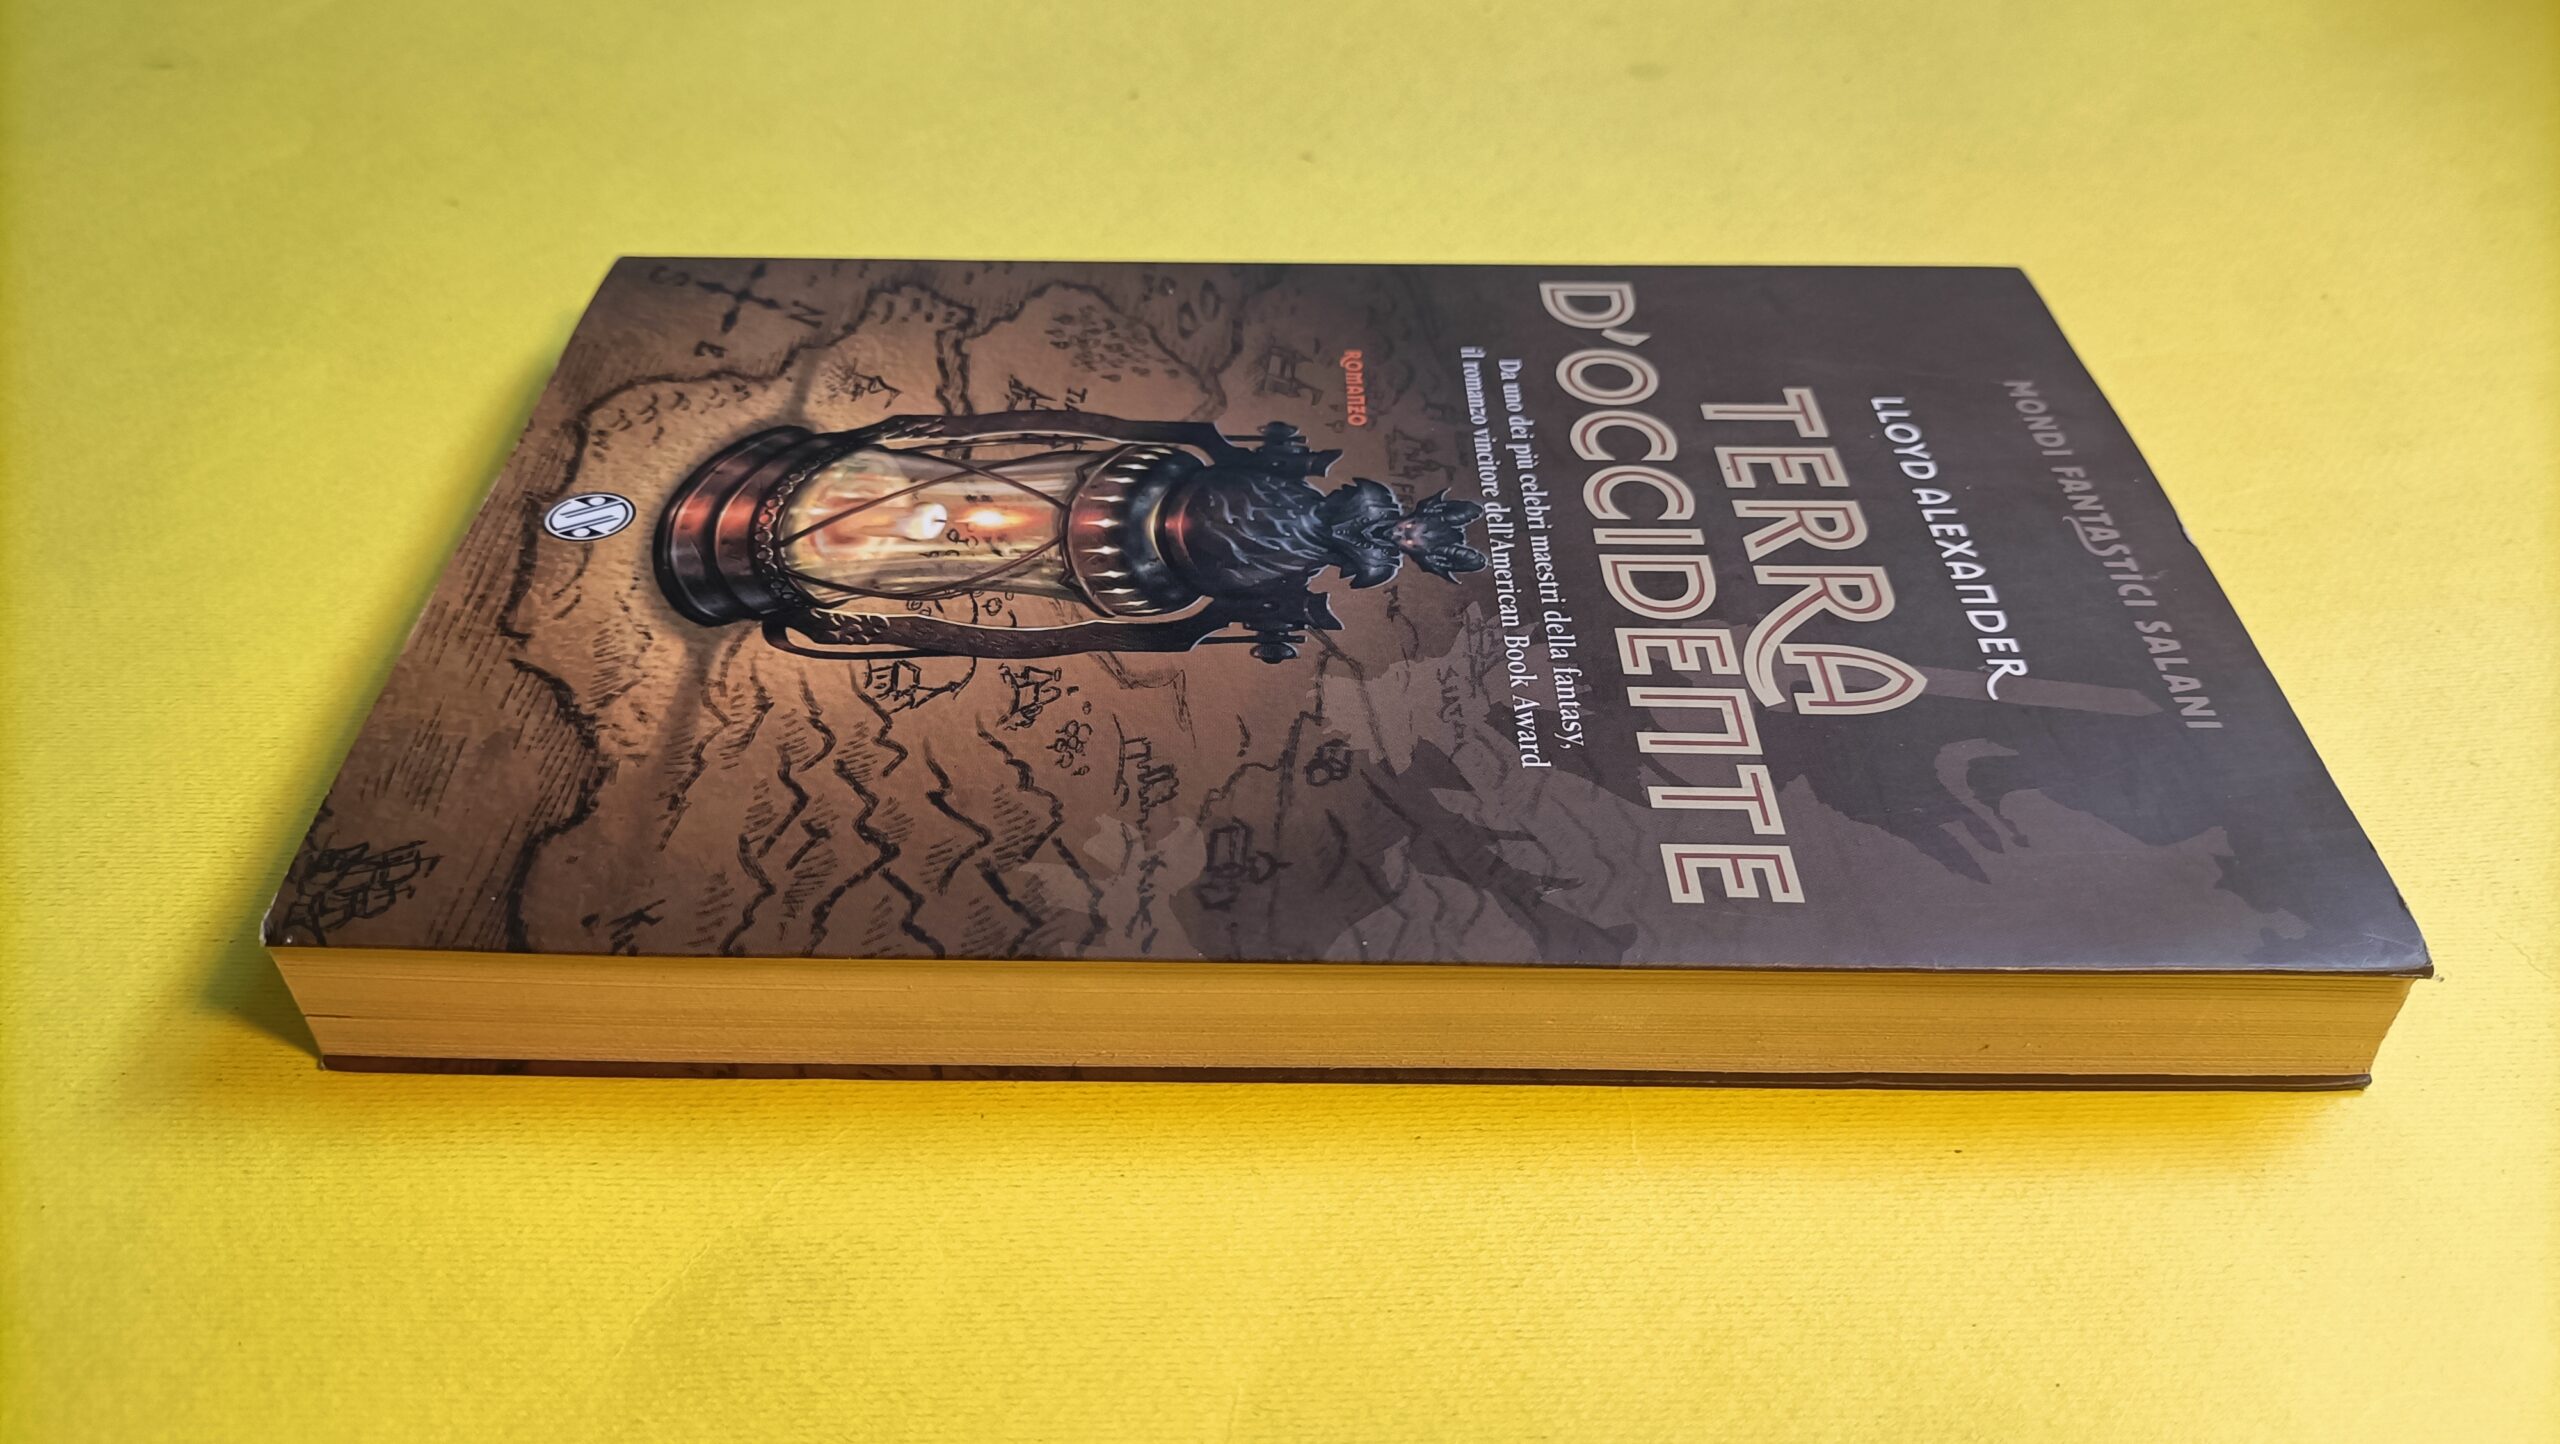 MONDI FANTASTICI SALANI
LLOYD ALEXANDER
TERRA
D'OCCIDENTE
Da uno dei più celebri maestri della fantasy,
il romanzo vincitore dell'American Book Award
ROMANZO
N
S